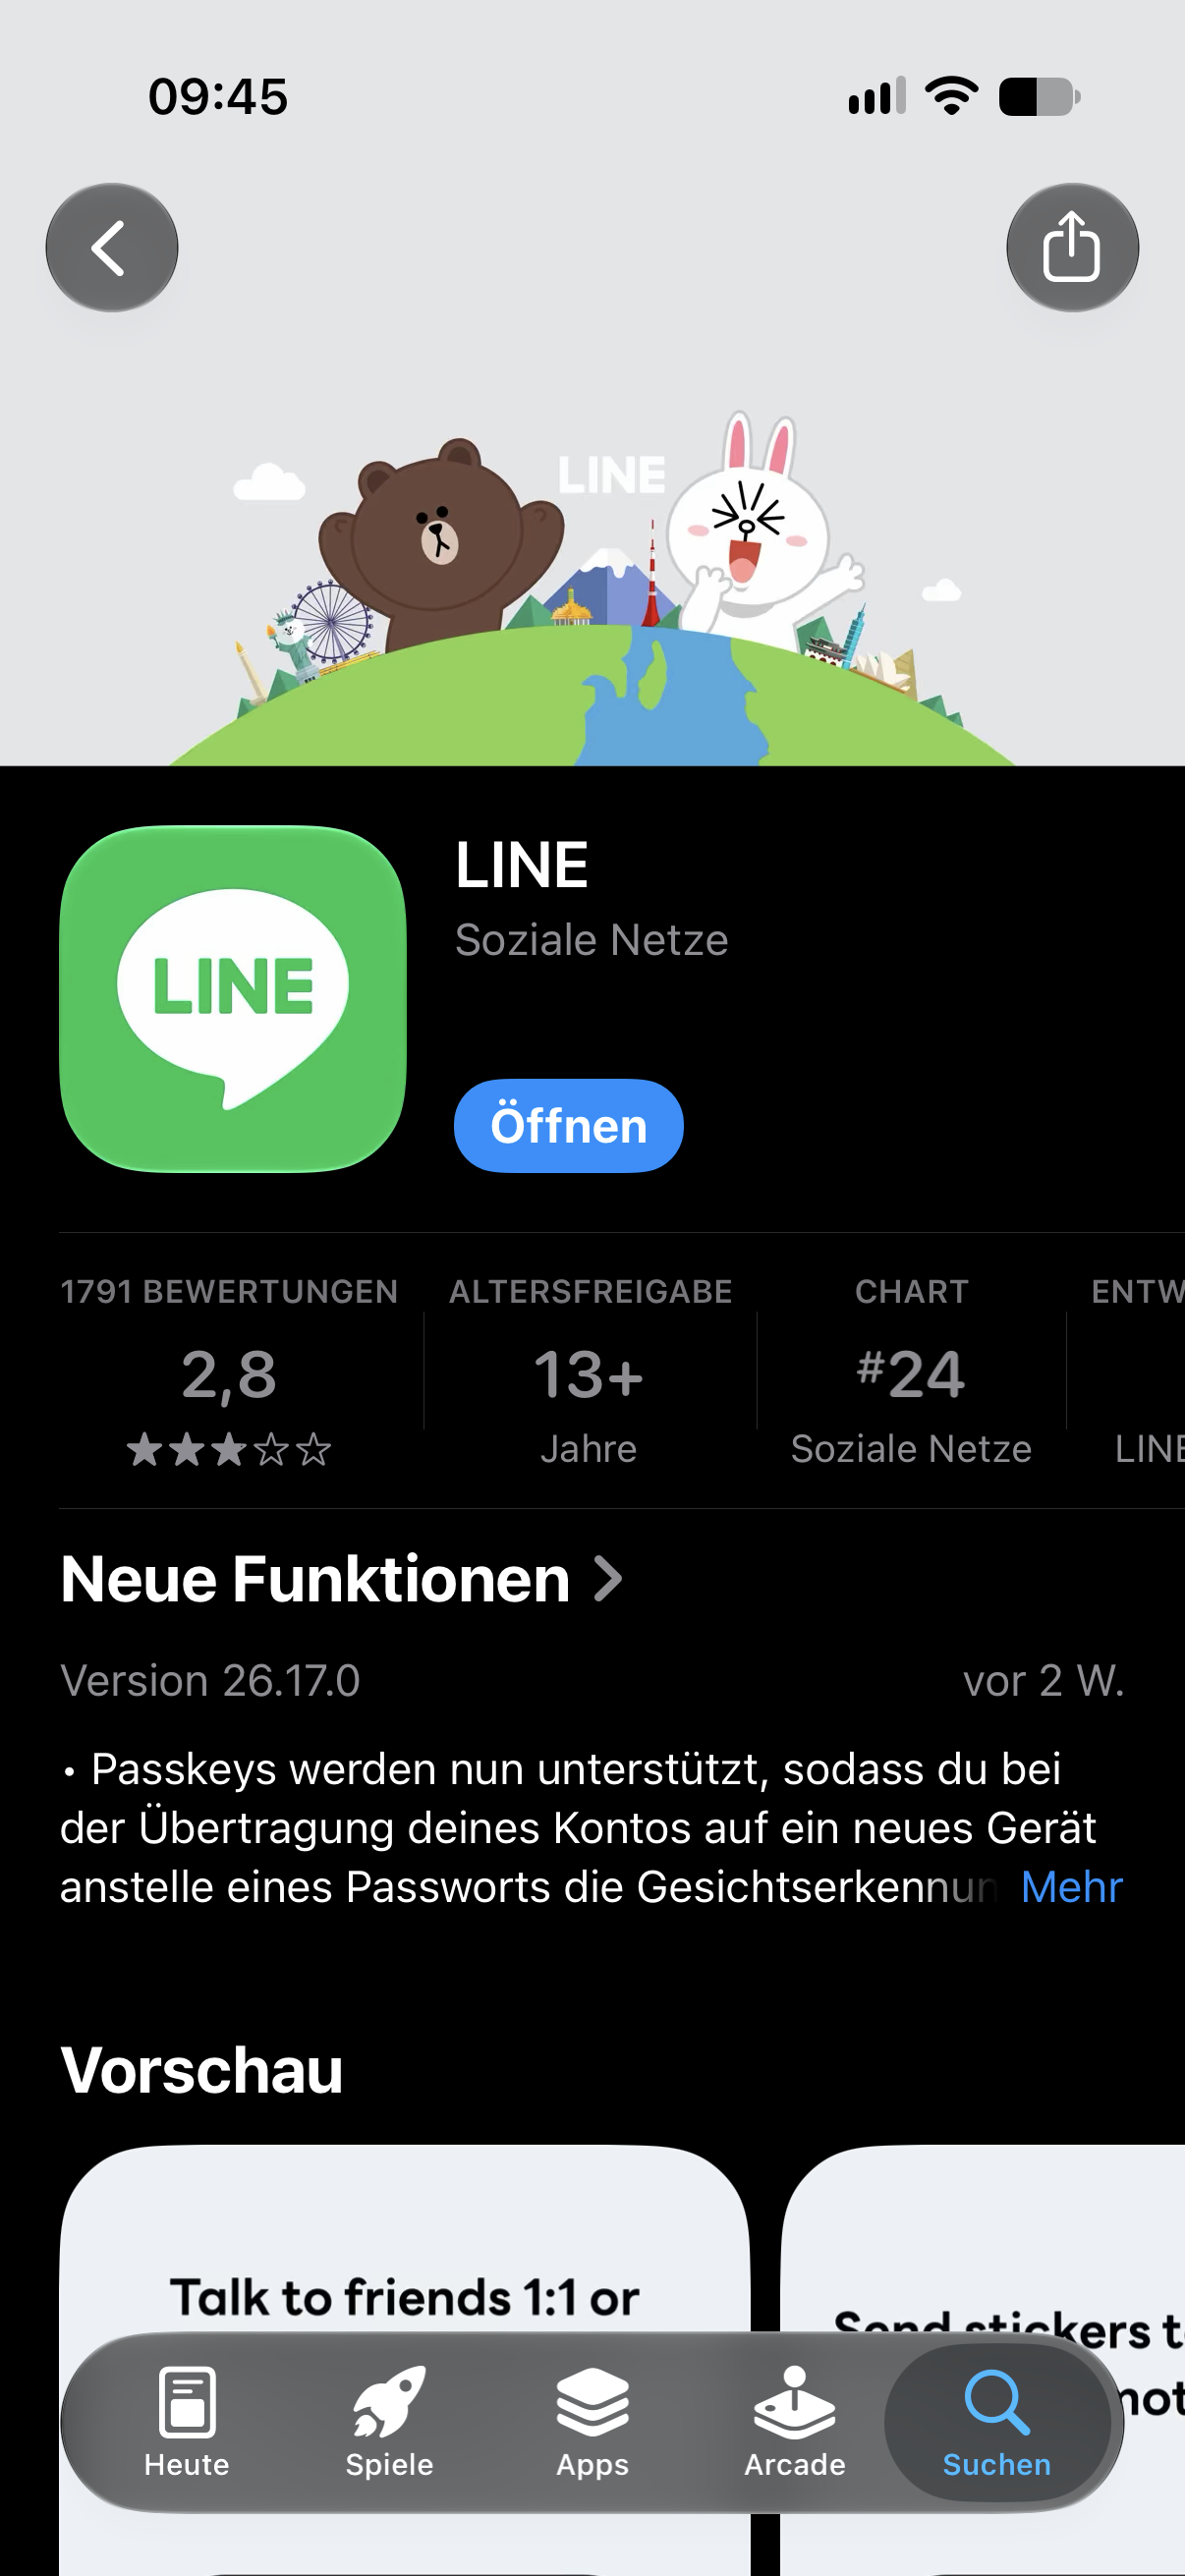 09:45
LINE
LINE
LINE
Soziale Netze
Öffnen
1791 BEWERTUNGEN
ALTERSFREIGABE
CHART
2,8
13+
#24
Jahre
Soziale Netze
LINE
Neue Funktionen
Version 26.17.0
vor 2 W.
• Passkeys werden nun unterstützt, sodass du bei
der Übertragung deines Kontos auf ein neues Gerät
anstelle eines Passworts die Gesichtserkennun Mehr
Vorschau
Talk to friends 1:1 or
Send stickers
Heute
Spiele
Apps
Arcade
Suchen